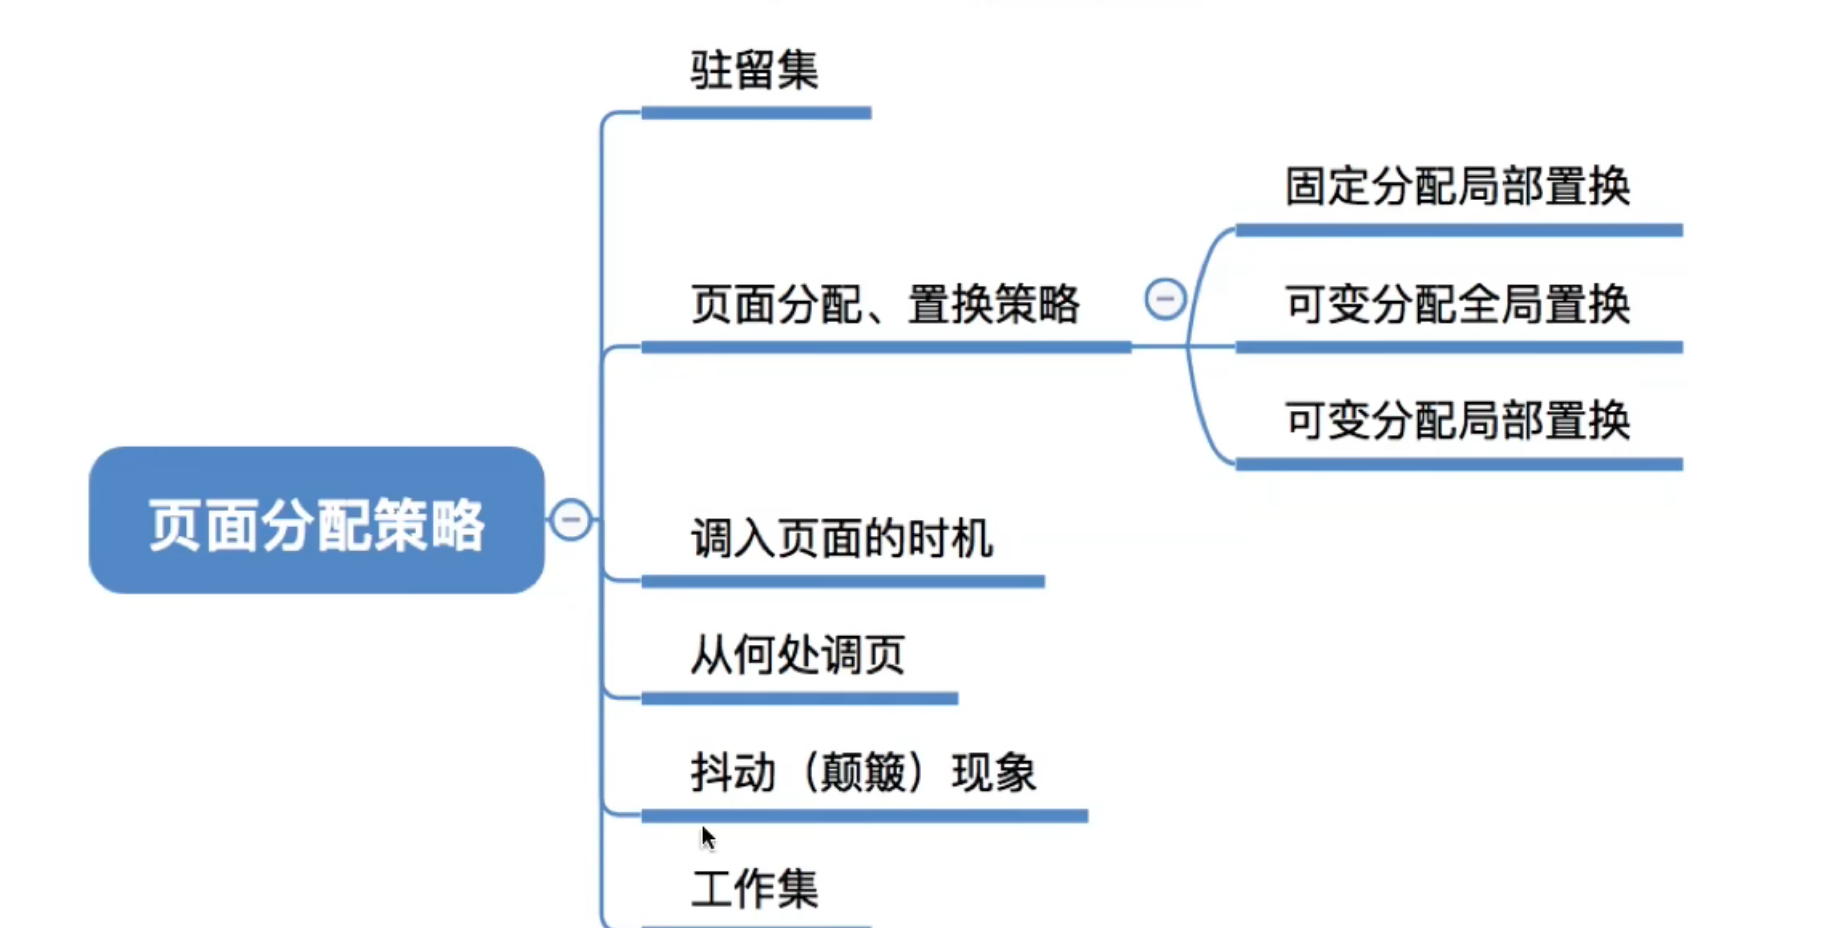 驻留集
固定分配局部置换
页面分配、置换策略
可变分配全局置换
可变分配局部置换
页面分配策略
调入页面的时机
从何处调页
抖动（颠簸）现象
工作集